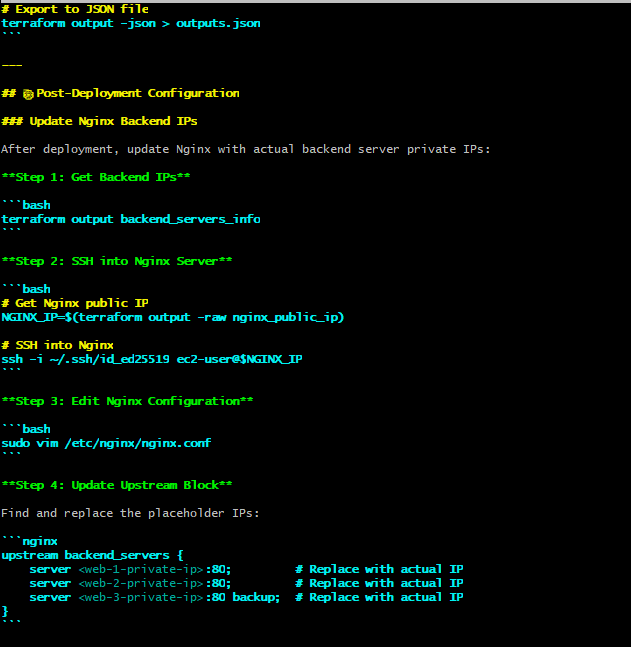 # Export to JSON file
terraform output -json > outputs.json
```
---
## ⚙️ Post-Deployment Configuration
### Update Nginx Backend IPs
After deployment, update Nginx with actual backend server private IPs:
**Step 1: Get Backend IPs**
```bash
terraform output backend_servers_info
```
**Step 2: SSH into Nginx Server**
```bash
# Get Nginx public IP
NGINX_IP=$(terraform output -raw nginx_public_ip)
# SSH into Nginx
ssh -i ~/.ssh/id_ed25519 ec2-user@$NGINX_IP
```
**Step 3: Edit Nginx Configuration**
```bash
sudo vim /etc/nginx/nginx.conf
```
**Step 4: Update Upstream Block**
Find and replace the placeholder IPs:
```nginx
upstream backend_servers {
    server <web-1-private-ip>:80;         # Replace with actual IP
    server <web-2-private-ip>:80;         # Replace with actual IP
    server <web-3-private-ip>:80 backup;  # Replace with actual IP
}
```